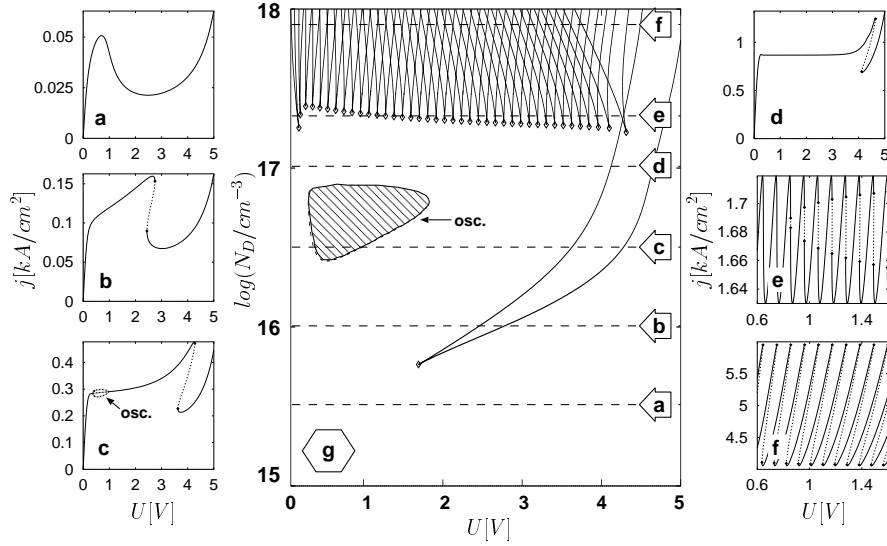 0.05
0.025
0
0 1 2 3 4 5
a
0.15
0.1
0.05
0
0 1 2 3 4 5
b
j[kA/cm^2]
0.4
0.3
0.2
0.1
0
0 1 2 3 4 5
osc.
c
U[V]
18
17
16
15
log(N_D/cm^{-3})
0 1 2 3 4 5
U[V]
f
e
d
c
b
a
osc.
g
1
0.5
0
0 1 2 3 4 5
d
j[kA/cm^2]
1.7
1.68
1.66
1.64
0.6 1 1.4
e
5
4
0.6 1 1.4
f
U[V]